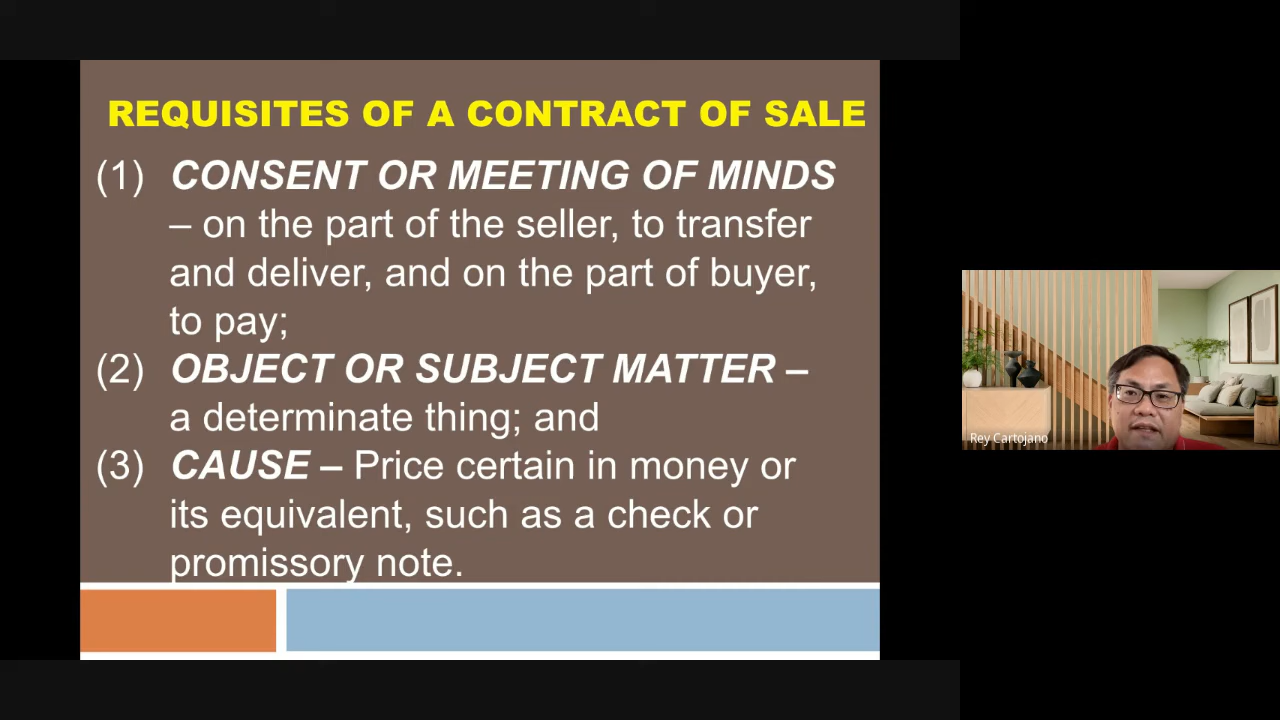 REQUISITES OF A CONTRACT OF SALE
(1) CONSENT OR MEETING OF MINDS
– on the part of the seller, to transfer
and deliver, and on the part of buyer,
to pay;
(2) OBJECT OR SUBJECT MATTER –
a determinate thing; and
(3) CAUSE – Price certain in money or
its equivalent, such as a check or
promissory note.
Rey Cartojano